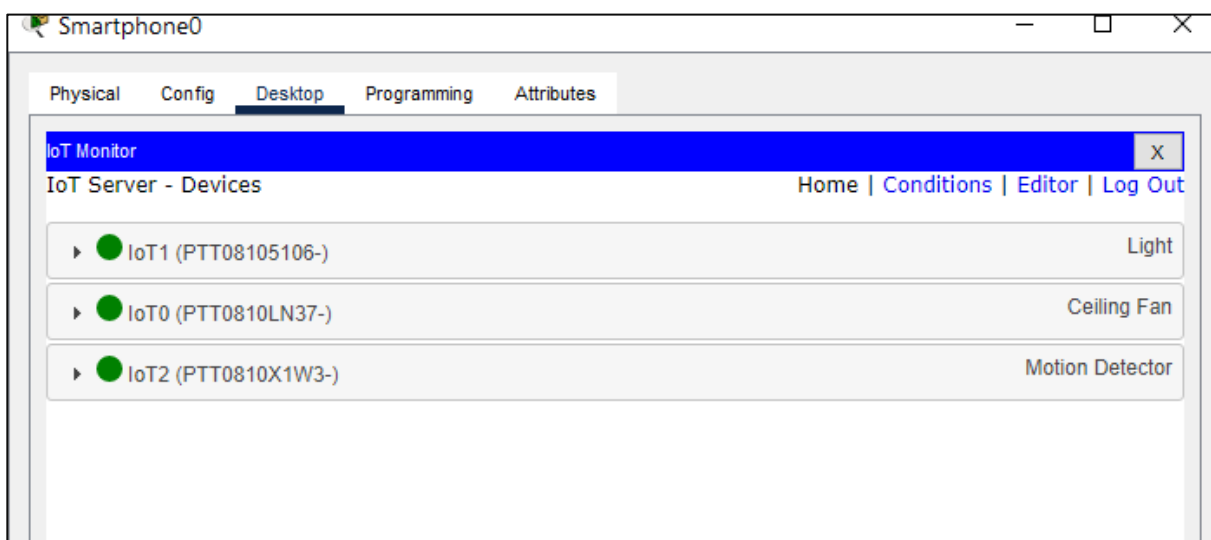 Smartphone0
Physical Config Desktop Programming Attributes
IoT Monitor X
IoT Server - Devices Home | Conditions | Editor | Log Out
IoT1 (PTT08105106-) Light
IoT0 (PTT0810LN37-) Ceiling Fan
IoT2 (PTT0810X1W3-) Motion Detector